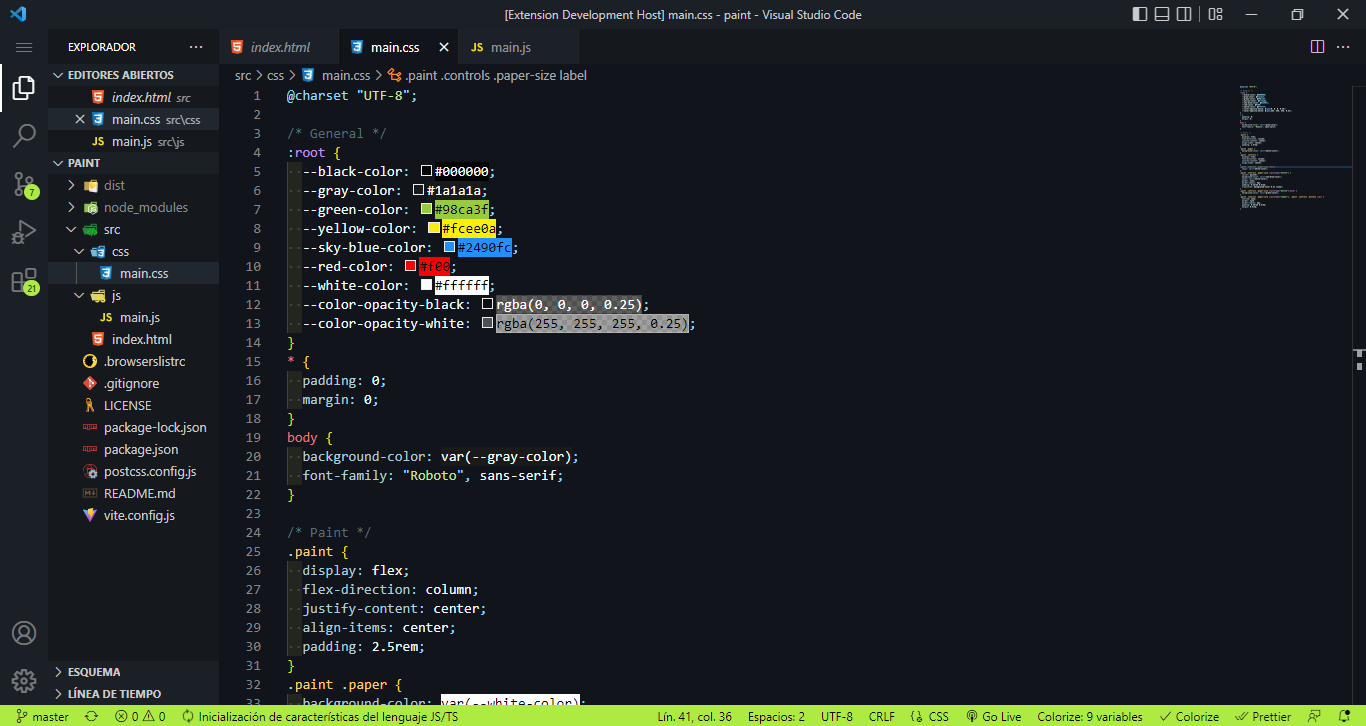 [Extension Development Host] main.css - paint - Visual Studio Code
EXPLORADOR
index.html
main.css
JS main.js
EDITORES ABIERTOS
index.html src
main.css src\css
JS main.js src\js
PAINT
dist
node_modules
src
css
main.css
js
JS main.js
index.html
.browserslistrc
.gitignore
LICENSE
package-lock.json
package.json
postcss.config.js
README.md
vite.config.js
ESQUEMA
LÍNEA DE TIEMPO
7
21
src > css > main.css > .paint .controls .paper-size label
1 @charset "UTF-8";
2
3 /* General */
4 :root {
5 --black-color: #000000;
6 --gray-color: #1a1a1a;
7 --green-color: #98ca3f;
8 --yellow-color: #fcee0a;
9 --sky-blue-color: #2490fc;
10 --red-color: #f00;
11 --white-color: #ffffff;
12 --color-opacity-black: rgba(0, 0, 0, 0.25);
13 --color-opacity-white: rgba(255, 255, 255, 0.25);
14 }
15 * {
16 padding: 0;
17 margin: 0;
18 }
19 body {
20 background-color: var(--gray-color);
21 font-family: "Roboto", sans-serif;
22 }
23
24 /* Paint */
25 .paint {
26 display: flex;
27 flex-direction: column;
28 justify-content: center;
29 align-items: center;
30 padding: 2.5rem;
31 }
32 .paint .paper {
33 background-color: var(--white-color);
master 0 0 Inicialización de características del lenguaje JS/TS Lín. 41, col. 36 Espacios: 2 UTF-8 CRLF {} CSS Go Live Colorize: 9 variables Colorize Prettier